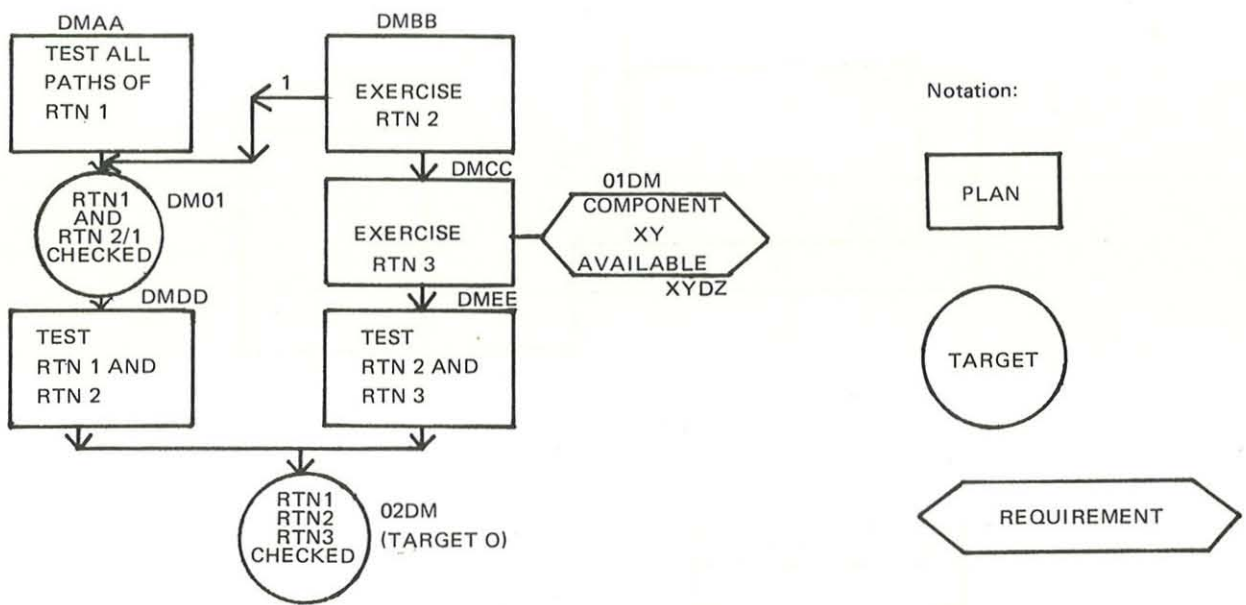 DMAA
TEST ALL
PATHS OF
RTN 1
DMBB
EXERCISE
RTN 2
1
RTN1
AND
RTN 2/1
CHECKED
DM01
DMCC
EXERCISE
RTN 3
01DM
COMPONENT
XY
AVAILABLE
XYDZ
DMDD
TEST
RTN 1 AND
RTN 2
DMEE
TEST
RTN 2 AND
RTN 3
RTN1
RTN2
RTN3
CHECKED
02DM
(TARGET O)
Notation:
PLAN
TARGET
REQUIREMENT